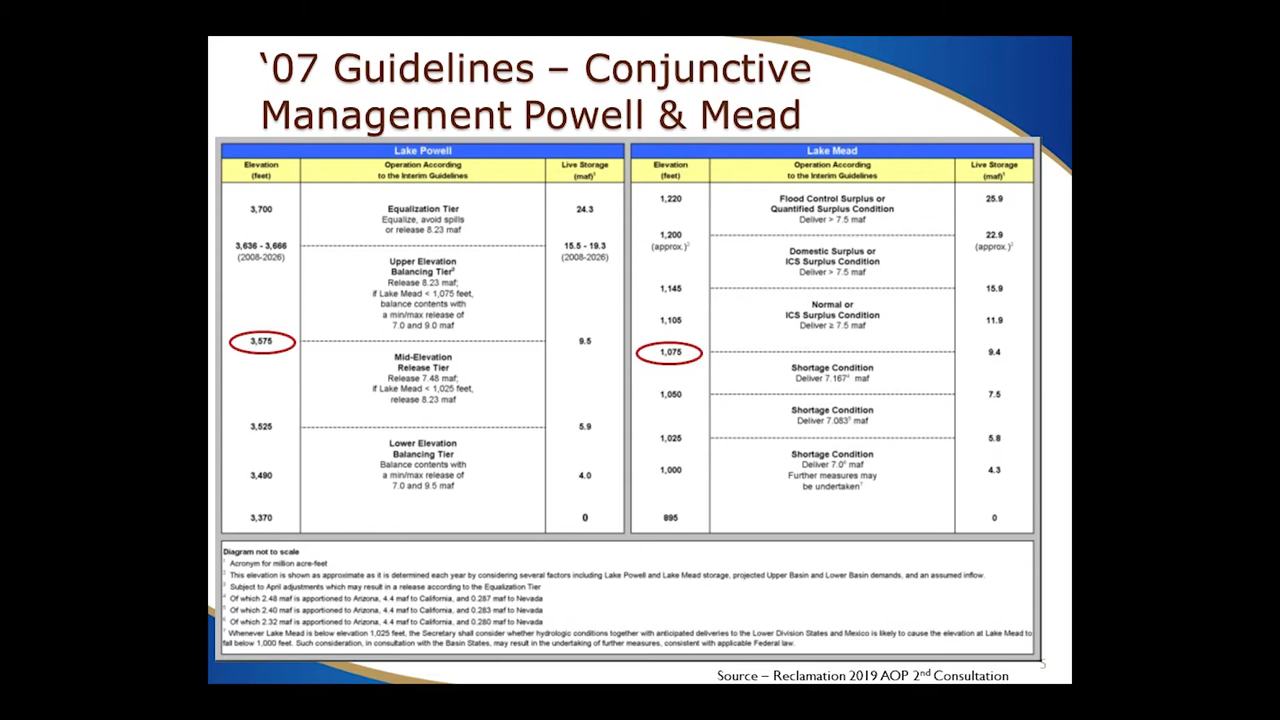 ‘07 Guidelines – Conjunctive
Management Powell & Mead
Lake Powell
Elevation
(feet)
Operation According
to the Interim Guidelines
Live Storage
(maf)1
3,700
Equalization Tier
Equalize, avoid spills
or release 8.23 maf
24.3
3,636 - 3,666
(2008-2026)
15.5 - 19.3
(2008-2026)
Upper Elevation
Balancing Tier3
Release 8.23 maf;
if Lake Mead < 1,075 feet,
balance contents with
a min/max release of
7.0 and 9.0 maf
3,575
9.5
Mid-Elevation
Release Tier
Release 7.48 maf;
if Lake Mead < 1,025 feet,
release 8.23 maf
3,525
5.9
Lower Elevation
Balancing Tier
Balance contents with
a min/max release of
7.0 and 9.5 maf
3,490
4.0
3,370
0
Lake Mead
Elevation
(feet)
Operation According
to the Interim Guidelines
Live Storage
(maf)1
1,220
Flood Control Surplus or
Quantified Surplus Condition
Deliver > 7.5 maf
25.9
1,200
(approx.)2
22.9
(approx.)2
Domestic Surplus or
ICS Surplus Condition
Deliver > 7.5 maf
1,145
15.9
Normal or
ICS Surplus Condition
Deliver ≥ 7.5 maf
1,105
11.9
1,075
9.4
Shortage Condition
Deliver 7.1674 maf
1,050
7.5
Shortage Condition
Deliver 7.0835 maf
1,025
5.8
Shortage Condition
Deliver 7.06 maf
Further measures may
be undertaken7
1,000
4.3
895
0
Diagram not to scale
1 Acronym for million acre-feet
2 This elevation is shown as approximate as it is determined each year by considering several factors including Lake Powell and Lake Mead storage, projected Upper Basin and Lower Basin demands, and an assumed inflow.
3 Subject to April adjustments which may result in a release according to the Equalization Tier
4 Of which 2.48 maf is apportioned to Arizona, 4.4 maf to California, and 0.287 maf to Nevada
5 Of which 2.40 maf is apportioned to Arizona, 4.4 maf to California, and 0.283 maf to Nevada
6 Of which 2.32 maf is apportioned to Arizona, 4.4 maf to California, and 0.280 maf to Nevada
7 Whenever Lake Mead is below elevation 1,025 feet, the Secretary shall consider whether hydrologic conditions together with anticipated deliveries to the Lower Division States and Mexico is likely to cause the elevation at Lake Mead to
fall below 1,000 feet. Such consideration, in consultation with the Basin States, may result in the undertaking of further measures, consistent with applicable Federal law.
5
Source – Reclamation 2019 AOP 2nd Consultation